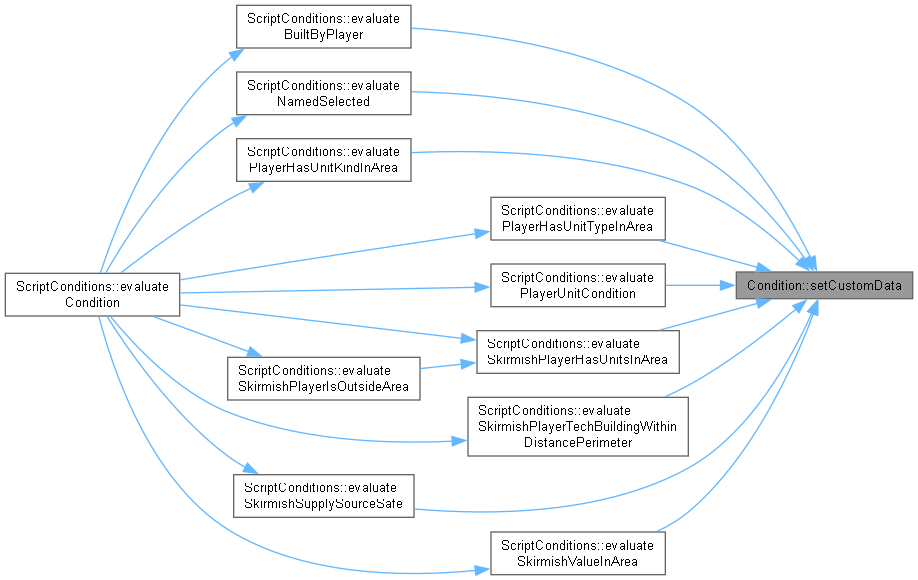 ScriptConditions::evaluate
BuiltByPlayer
ScriptConditions::evaluate
NamedSelected
ScriptConditions::evaluate
PlayerHasUnitKindInArea
ScriptConditions::evaluate
PlayerHasUnitTypeInArea
ScriptConditions::evaluate
Condition
ScriptConditions::evaluate
PlayerUnitCondition
Condition::setCustomData
ScriptConditions::evaluate
SkirmishPlayerHasUnitsInArea
ScriptConditions::evaluate
SkirmishPlayerIsOutsideArea
ScriptConditions::evaluate
SkirmishPlayerTechBuildingWithin
DistancePerimeter
ScriptConditions::evaluate
SkirmishSupplySourceSafe
ScriptConditions::evaluate
SkirmishValueInArea